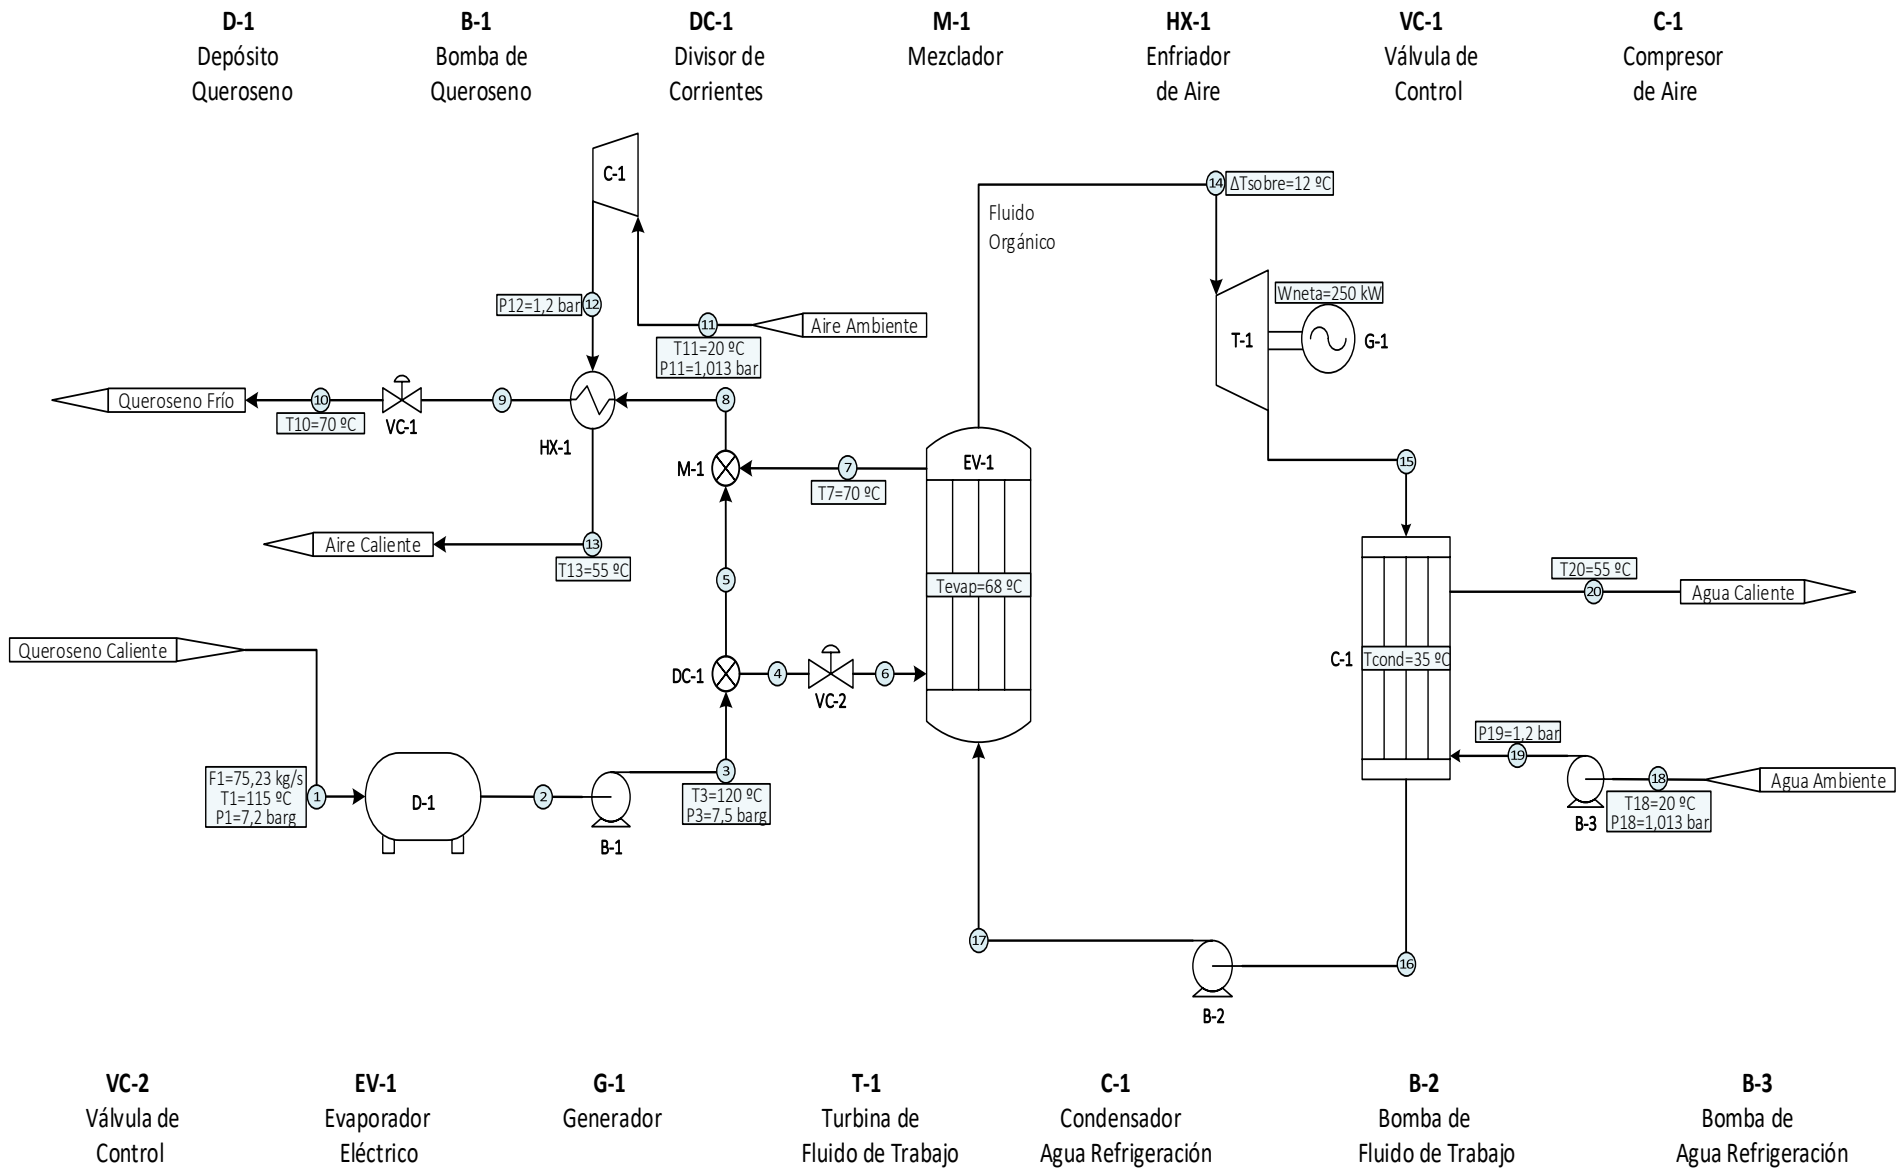 D-1
Depósito
Queroseno
B-1
Bomba de
Queroseno
DC-1
Divisor de
Corrientes
M-1
Mezclador
HX-1
Enfriador
de Aire
VC-1
Válvula de
Control
C-1
Compresor
de Aire
C-1
14
ΔTsobre=12 ºC
Fluido
Orgánico
P12=1,2 bar
12
Wneta=250 kW
11
Aire Ambiente
T11=20 ºC
P11=1,013 bar
T-1
G-1
Queroseno Frío
10
T10=70 ºC
VC-1
9
HX-1
8
M-1
7
T7=70 ºC
EV-1
15
Aire Caliente
13
T13=55 ºC
5
Tevap=68 ºC
T20=55 ºC
20
Agua Caliente
Queroseno Caliente
DC-1
4
VC-2
6
C-1
Tcond=35 ºC
P19=1,2 bar
19
18
Agua Ambiente
B-3
T18=20 ºC
P18=1,013 bar
F1=75,23 kg/s
T1=115 ºC
P1=7,2 barg
1
D-1
2
B-1
3
T3=120 ºC
P3=7,5 barg
17
B-2
16
VC-2
Válvula de
Control
EV-1
Evaporador
Eléctrico
G-1
Generador
T-1
Turbina de
Fluido de Trabajo
C-1
Condensador
Agua Refrigeración
B-2
Bomba de
Fluido de Trabajo
B-3
Bomba de
Agua Refrigeración